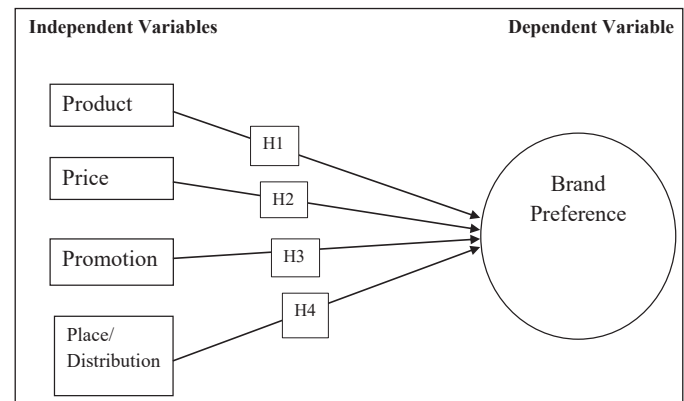 Independent Variables
Dependent Variable
Product
H1
Price
H2
Brand
Preference
Promotion
H3
Place/
Distribution
H4